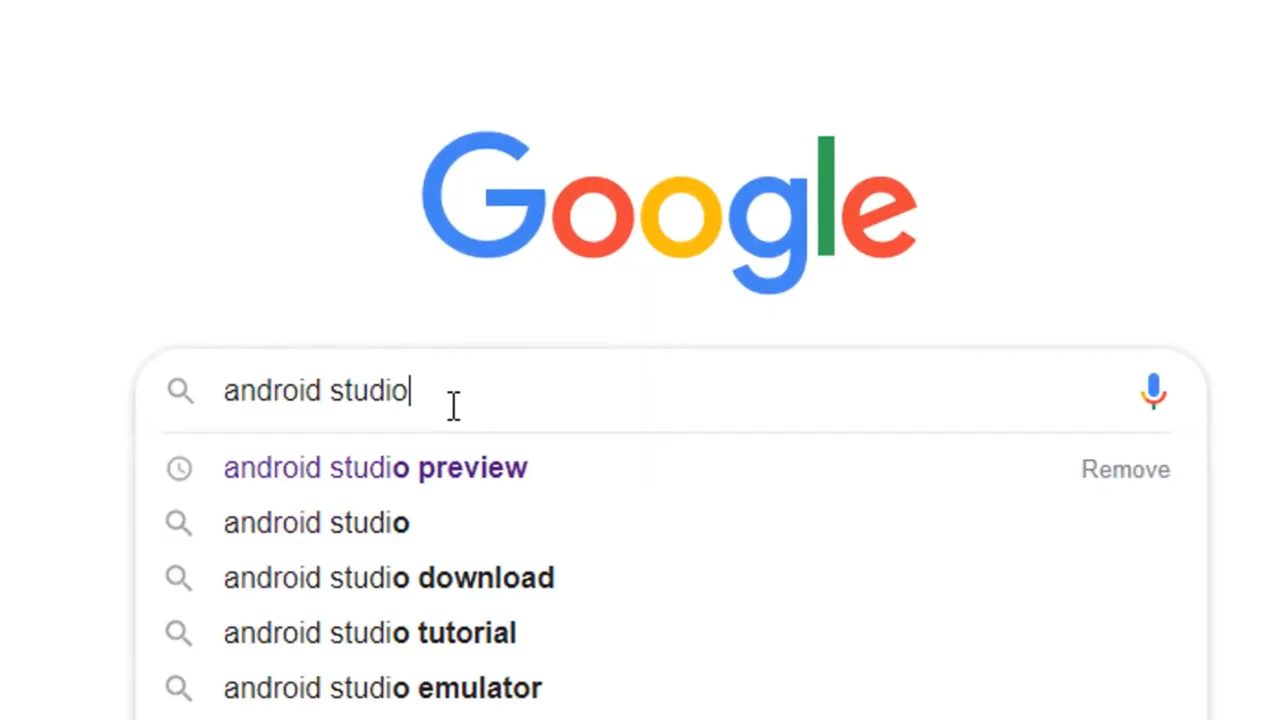 Google
android studio
android studio preview
Remove
android studio
android studio download
android studio tutorial
android studio emulator